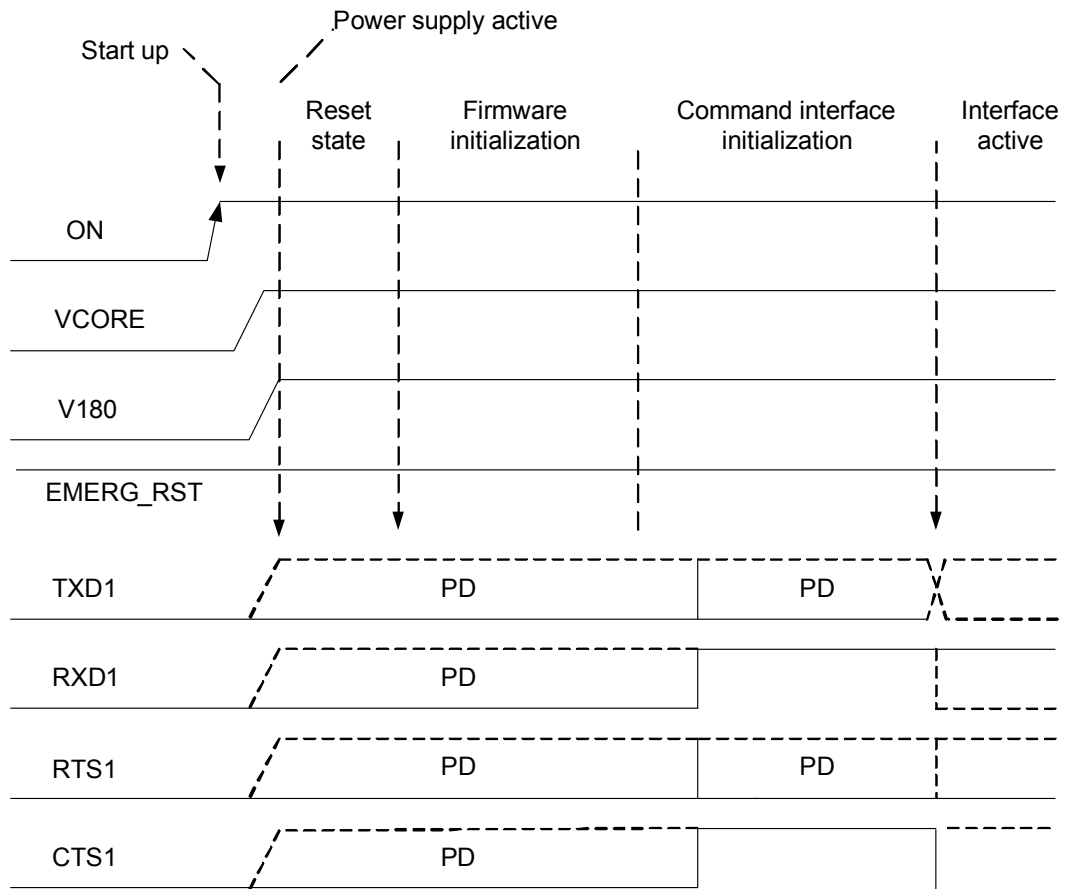 Power supply active
Start up
Reset state
Firmware initialization
Command interface initialization
Interface active
ON
VCORE
V180
EMERG_RST
TXD1
PD
PD
RXD1
PD
RTS1
PD
PD
CTS1
PD